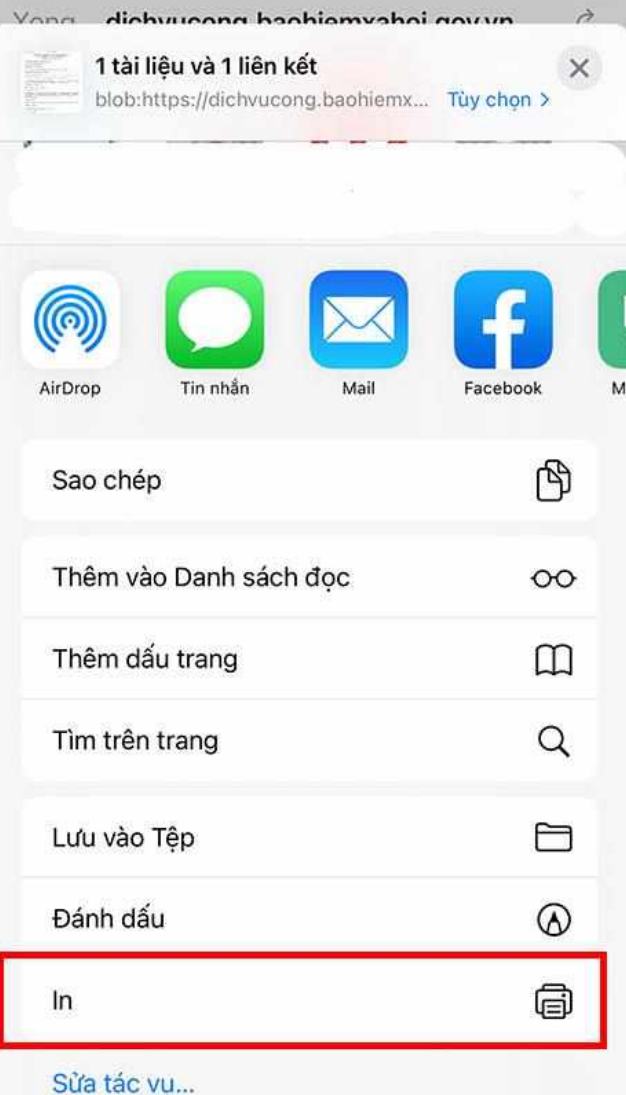 Xong dichvucong.baohiemxahoi.gov.vn
1 tài liệu và 1 liên kết
blob:https://dichvucong.baohiemx... Tùy chọn >
AirDrop
Tin nhắn
Mail
Facebook
M
Sao chép
Thêm vào Danh sách đọc
Thêm dấu trang
Tìm trên trang
Lưu vào Tệp
Đánh dấu
In
Sửa tác vụ...